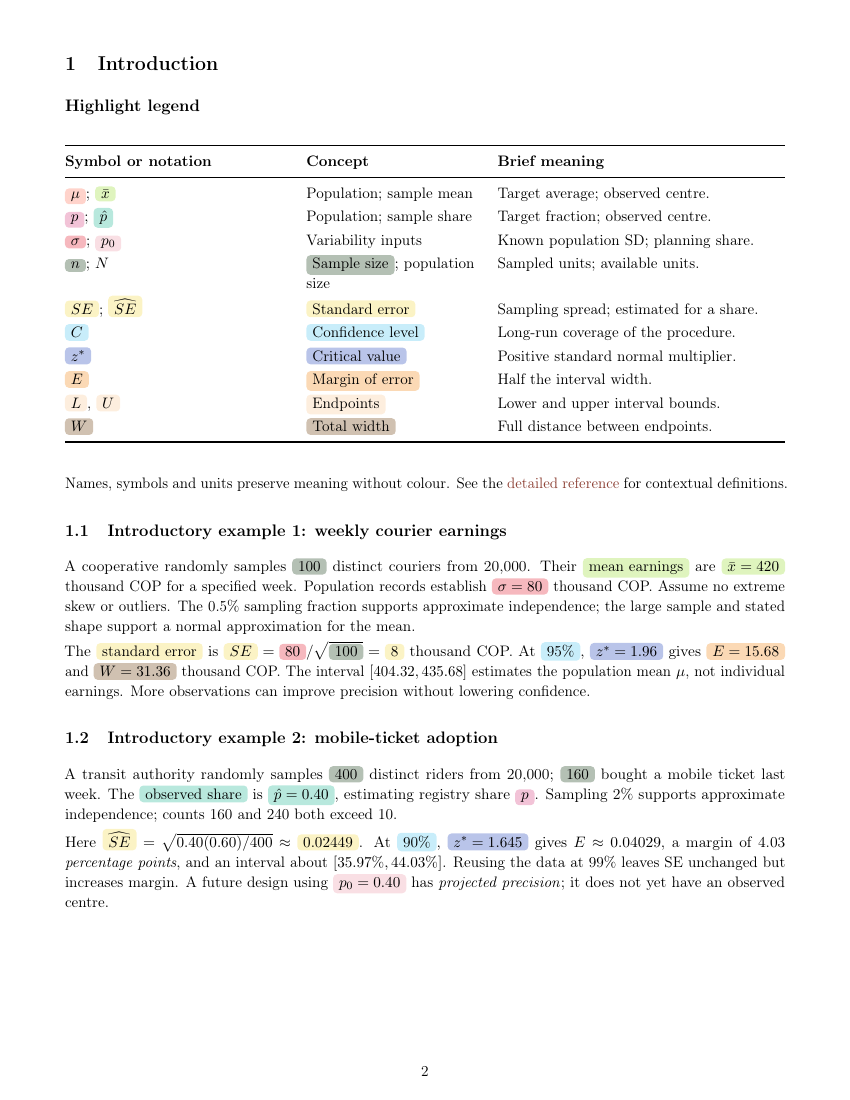 1 Introduction
Highlight legend
Symbol or notation Concept Brief meaning
μ; x̄ Population; sample mean Target average; observed centre.
p; p̂ Population; sample share Target fraction; observed centre.
σ; p₀ Variability inputs Known population SD; planning share.
n; N Sample size; population Sampled units; available units.
size
SE; \widehat{SE} Standard error Sampling spread; estimated for a share.
C Confidence level Long-run coverage of the procedure.
z* Critical value Positive standard normal multiplier.
E Margin of error Half the interval width.
L, U Endpoints Lower and upper interval bounds.
W Total width Full distance between endpoints.
Names, symbols and units preserve meaning without colour. See the detailed reference for contextual definitions.
1.1 Introductory example 1: weekly courier earnings
A cooperative randomly samples 100 distinct couriers from 20,000. Their mean earnings are x̄ = 420
thousand COP for a specified week. Population records establish σ = 80 thousand COP. Assume no extreme
skew or outliers. The 0.5% sampling fraction supports approximate independence; the large sample and stated
shape support a normal approximation for the mean.
The standard error is SE = 80/√100 = 8 thousand COP. At 95%, z* = 1.96 gives E = 15.68
and W = 31.36 thousand COP. The interval [404.32, 435.68] estimates the population mean μ, not individual
earnings. More observations can improve precision without lowering confidence.
1.2 Introductory example 2: mobile-ticket adoption
A transit authority randomly samples 400 distinct riders from 20,000; 160 bought a mobile ticket last
week. The observed share is p̂ = 0.40, estimating registry share p. Sampling 2% supports approximate
independence; counts 160 and 240 both exceed 10.
Here \widehat{SE} = √0.40(0.60)/400 ≈ 0.02449. At 90%, z* = 1.645 gives E ≈ 0.04029, a margin of 4.03
percentage points, and an interval about [35.97%, 44.03%]. Reusing the data at 99% leaves SE unchanged but
increases margin. A future design using p₀ = 0.40 has projected precision; it does not yet have an observed
centre.
2